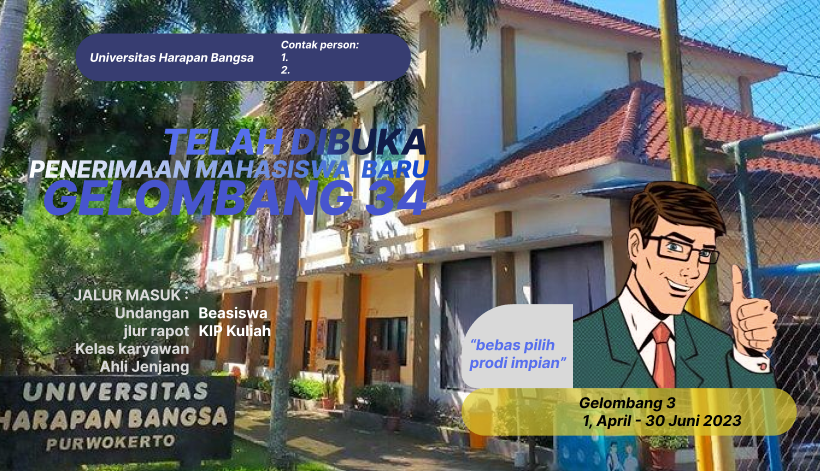 Universitas Harapan Bangsa
Contak person:
1.
2.
TELAH DIBUKA
PENERIMAAN MAHASISWA BARU
GELOMBANG 34
JALUR MASUK :
Undangan Beasiswa
jlur rapot KIP Kuliah
Kelas karyawan
Ahli Jenjang
UNIVERSITAS
HARAPAN BANGSA
PURWOKERTO
“bebas pilih
prodi impian”
Gelombang 3
1, April - 30 Juni 2023